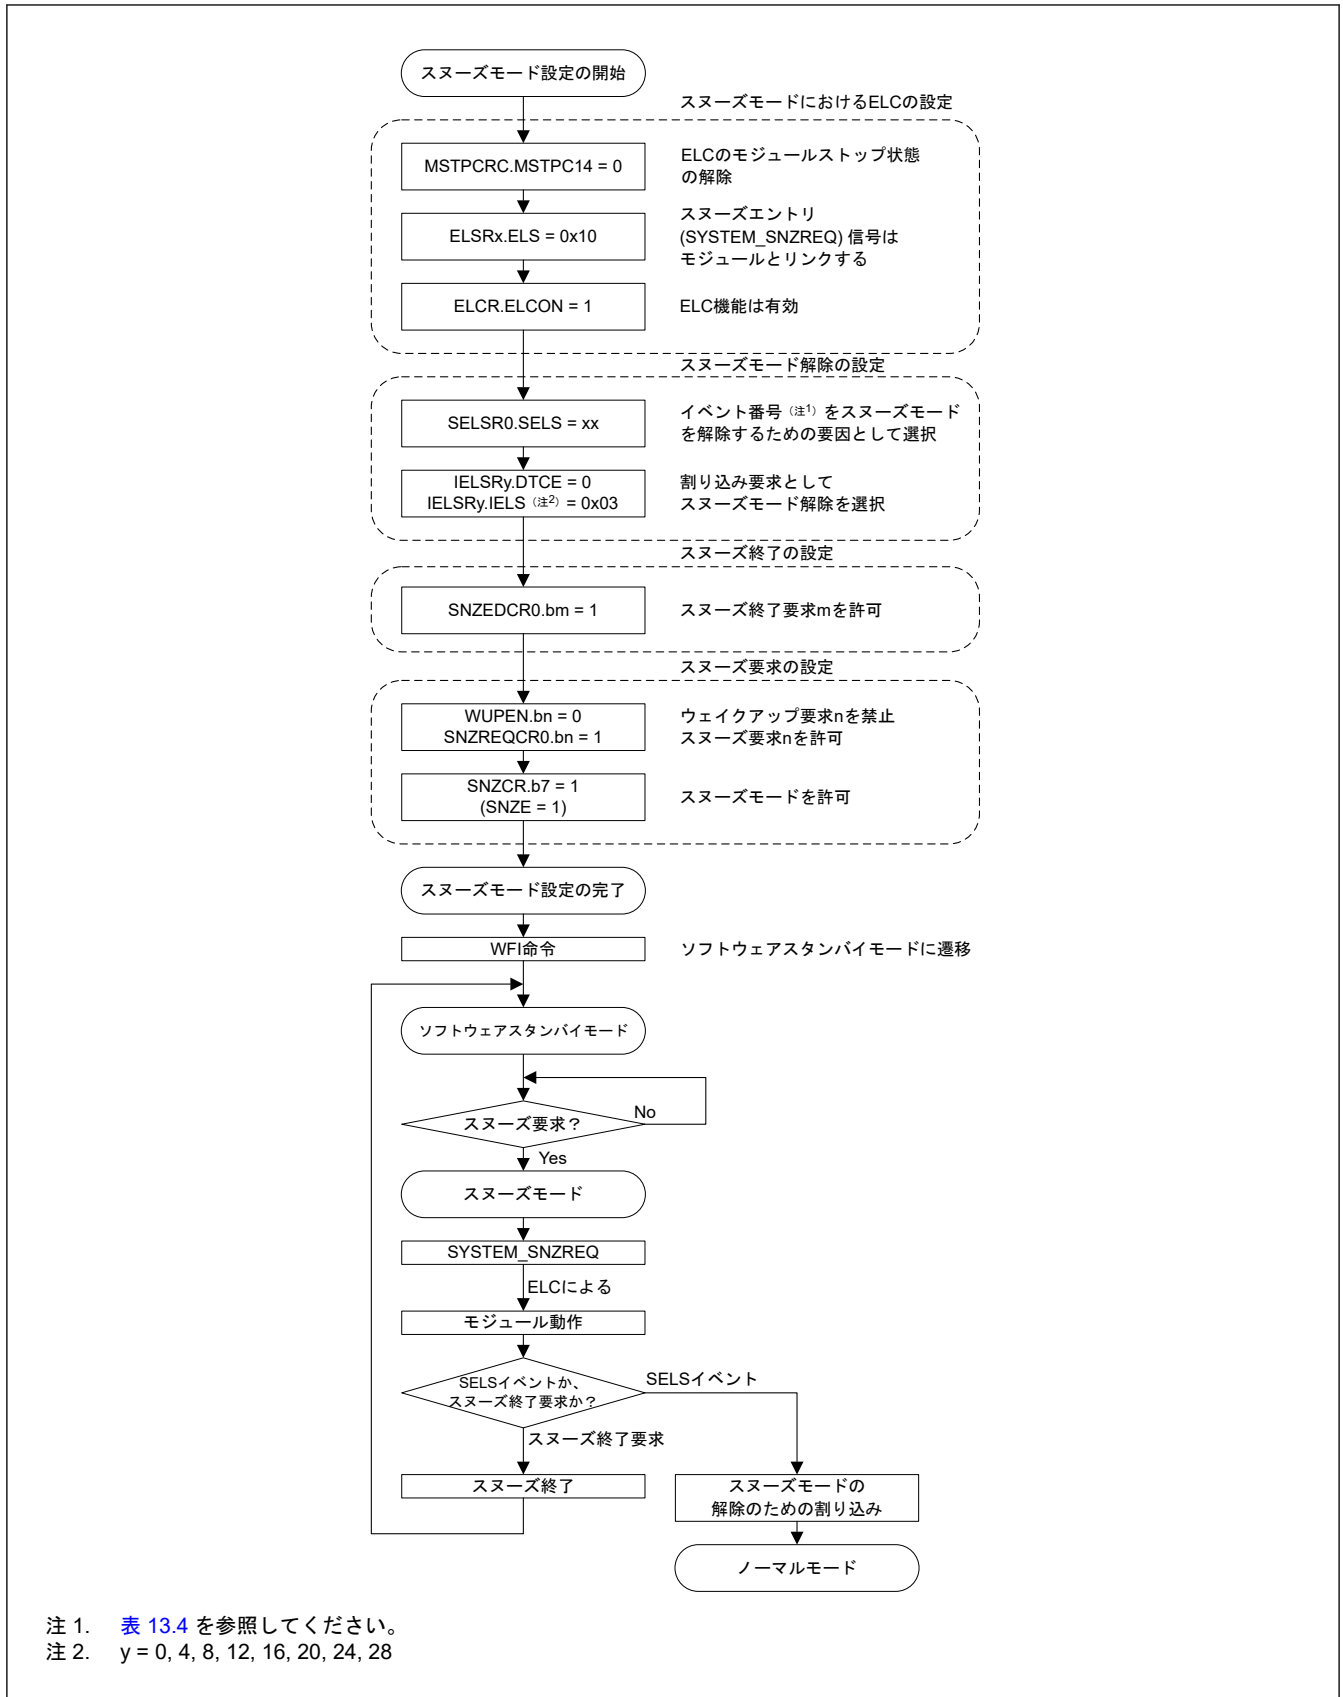 スヌーズモード設定の開始
スヌーズモードにおけるELCの設定
MSTPCRC.MSTPC14 = 0
ELCのモジュールストップ状態
の解除
ELSRx.ELS = 0x10
スヌーズエントリ
(SYSTEM_SNZREQ) 信号は
モジュールとリンクする
ELCR.ELCON = 1
ELC機能は有効
スヌーズモード解除の設定
SELSR0.SELS = xx
イベント番号（注1）をスヌーズモード
を解除するための要因として選択
IELSRy.DTCE = 0
IELSRy.IELS（注2）= 0x03
割り込み要求として
スヌーズモード解除を選択
スヌーズ終了の設定
SNZEDCR0.bm = 1
スヌーズ終了要求mを許可
スヌーズ要求の設定
WUPEN.bn = 0
SNZREQCR0.bn = 1
ウェイクアップ要求nを禁止
スヌーズ要求nを許可
SNZCR.b7 = 1
(SNZE = 1)
スヌーズモードを許可
スヌーズモード設定の完了
WFI命令
ソフトウェアスタンバイモードに遷移
ソフトウェアスタンバイモード
スヌーズ要求？
No
Yes
スヌーズモード
SYSTEM_SNZREQ
ELCによる
モジュール動作
SELSイベントか、
スヌーズ終了要求か？
SELSイベント
スヌーズ終了要求
スヌーズ終了
スヌーズモードの
解除のための割り込み
ノーマルモード
注 1. 表 13.4 を参照してください。
注 2. y = 0, 4, 8, 12, 16, 20, 24, 28